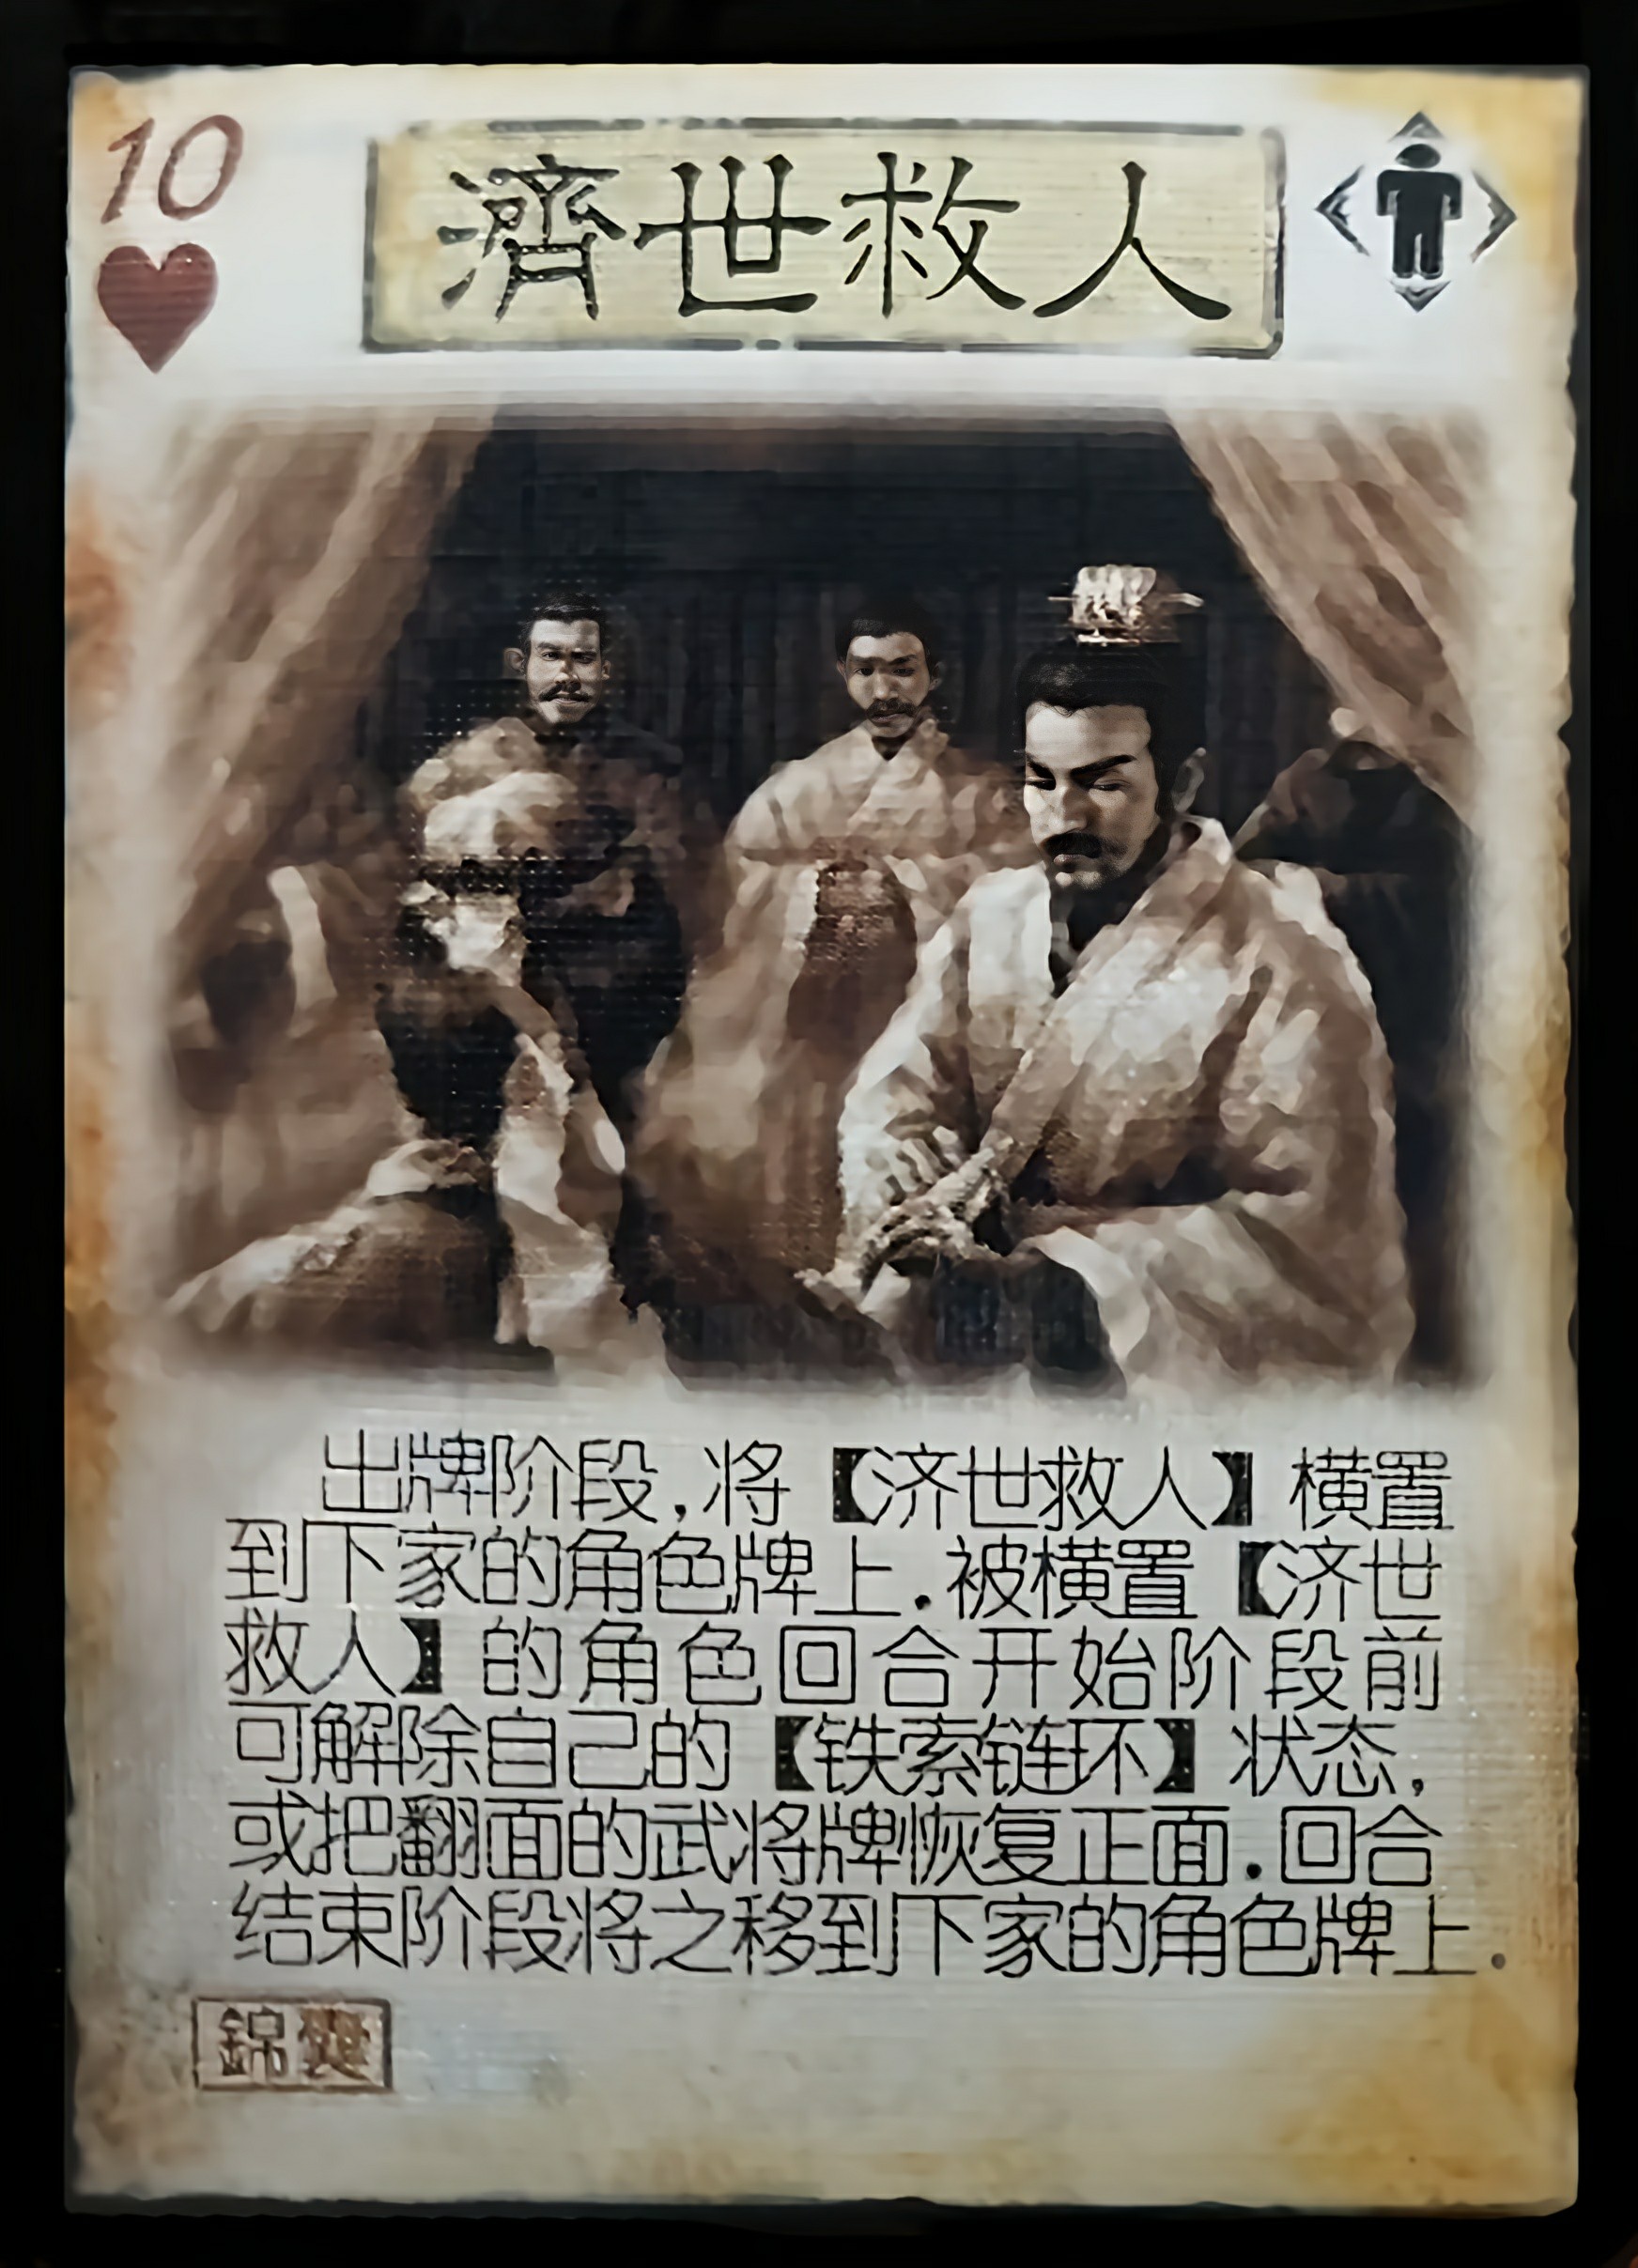 10
濟世救人
出牌阶段，将【济世救人】横置
到下家的角色牌上．被横置【济世
救人】的角色回合开始阶段前
可解除自己的【铁索链环】状态，
或把翻面的武将牌恢复正面．回合
结束阶段将之移到下家的角色牌上．
錦